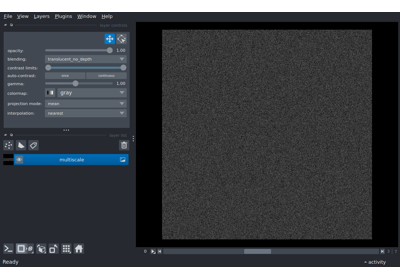 File View Layers Plugins Window Help
layer controls
opacity: 1.00
blending: translucent_no_depth
contrast limits:
auto-contrast: once continuous
gamma: 1.00
colormap: gray
projection mode: mean
interpolation: nearest
layer list
multiscale
Ready
activity